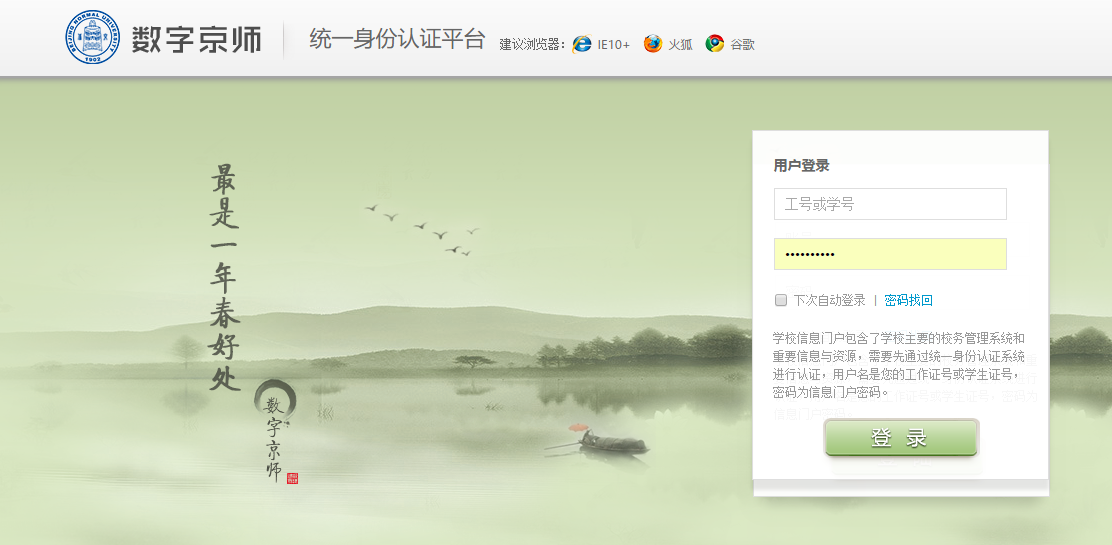 BEIJING NORMAL UNIVERSITY
1902
数字京师
统一身份认证平台
建议浏览器： IE10+ 火狐 谷歌
最是一年春好处
数字京师
用户登录
工号或学号
••••••••••
下次自动登录 | 密码找回
学校信息门户包含了学校主要的校务管理系统和
重要信息与资源，需要先通过统一身份认证系统
进行认证，用户名是您的工作证号或学生证号，
密码为信息门户密码。
登 录